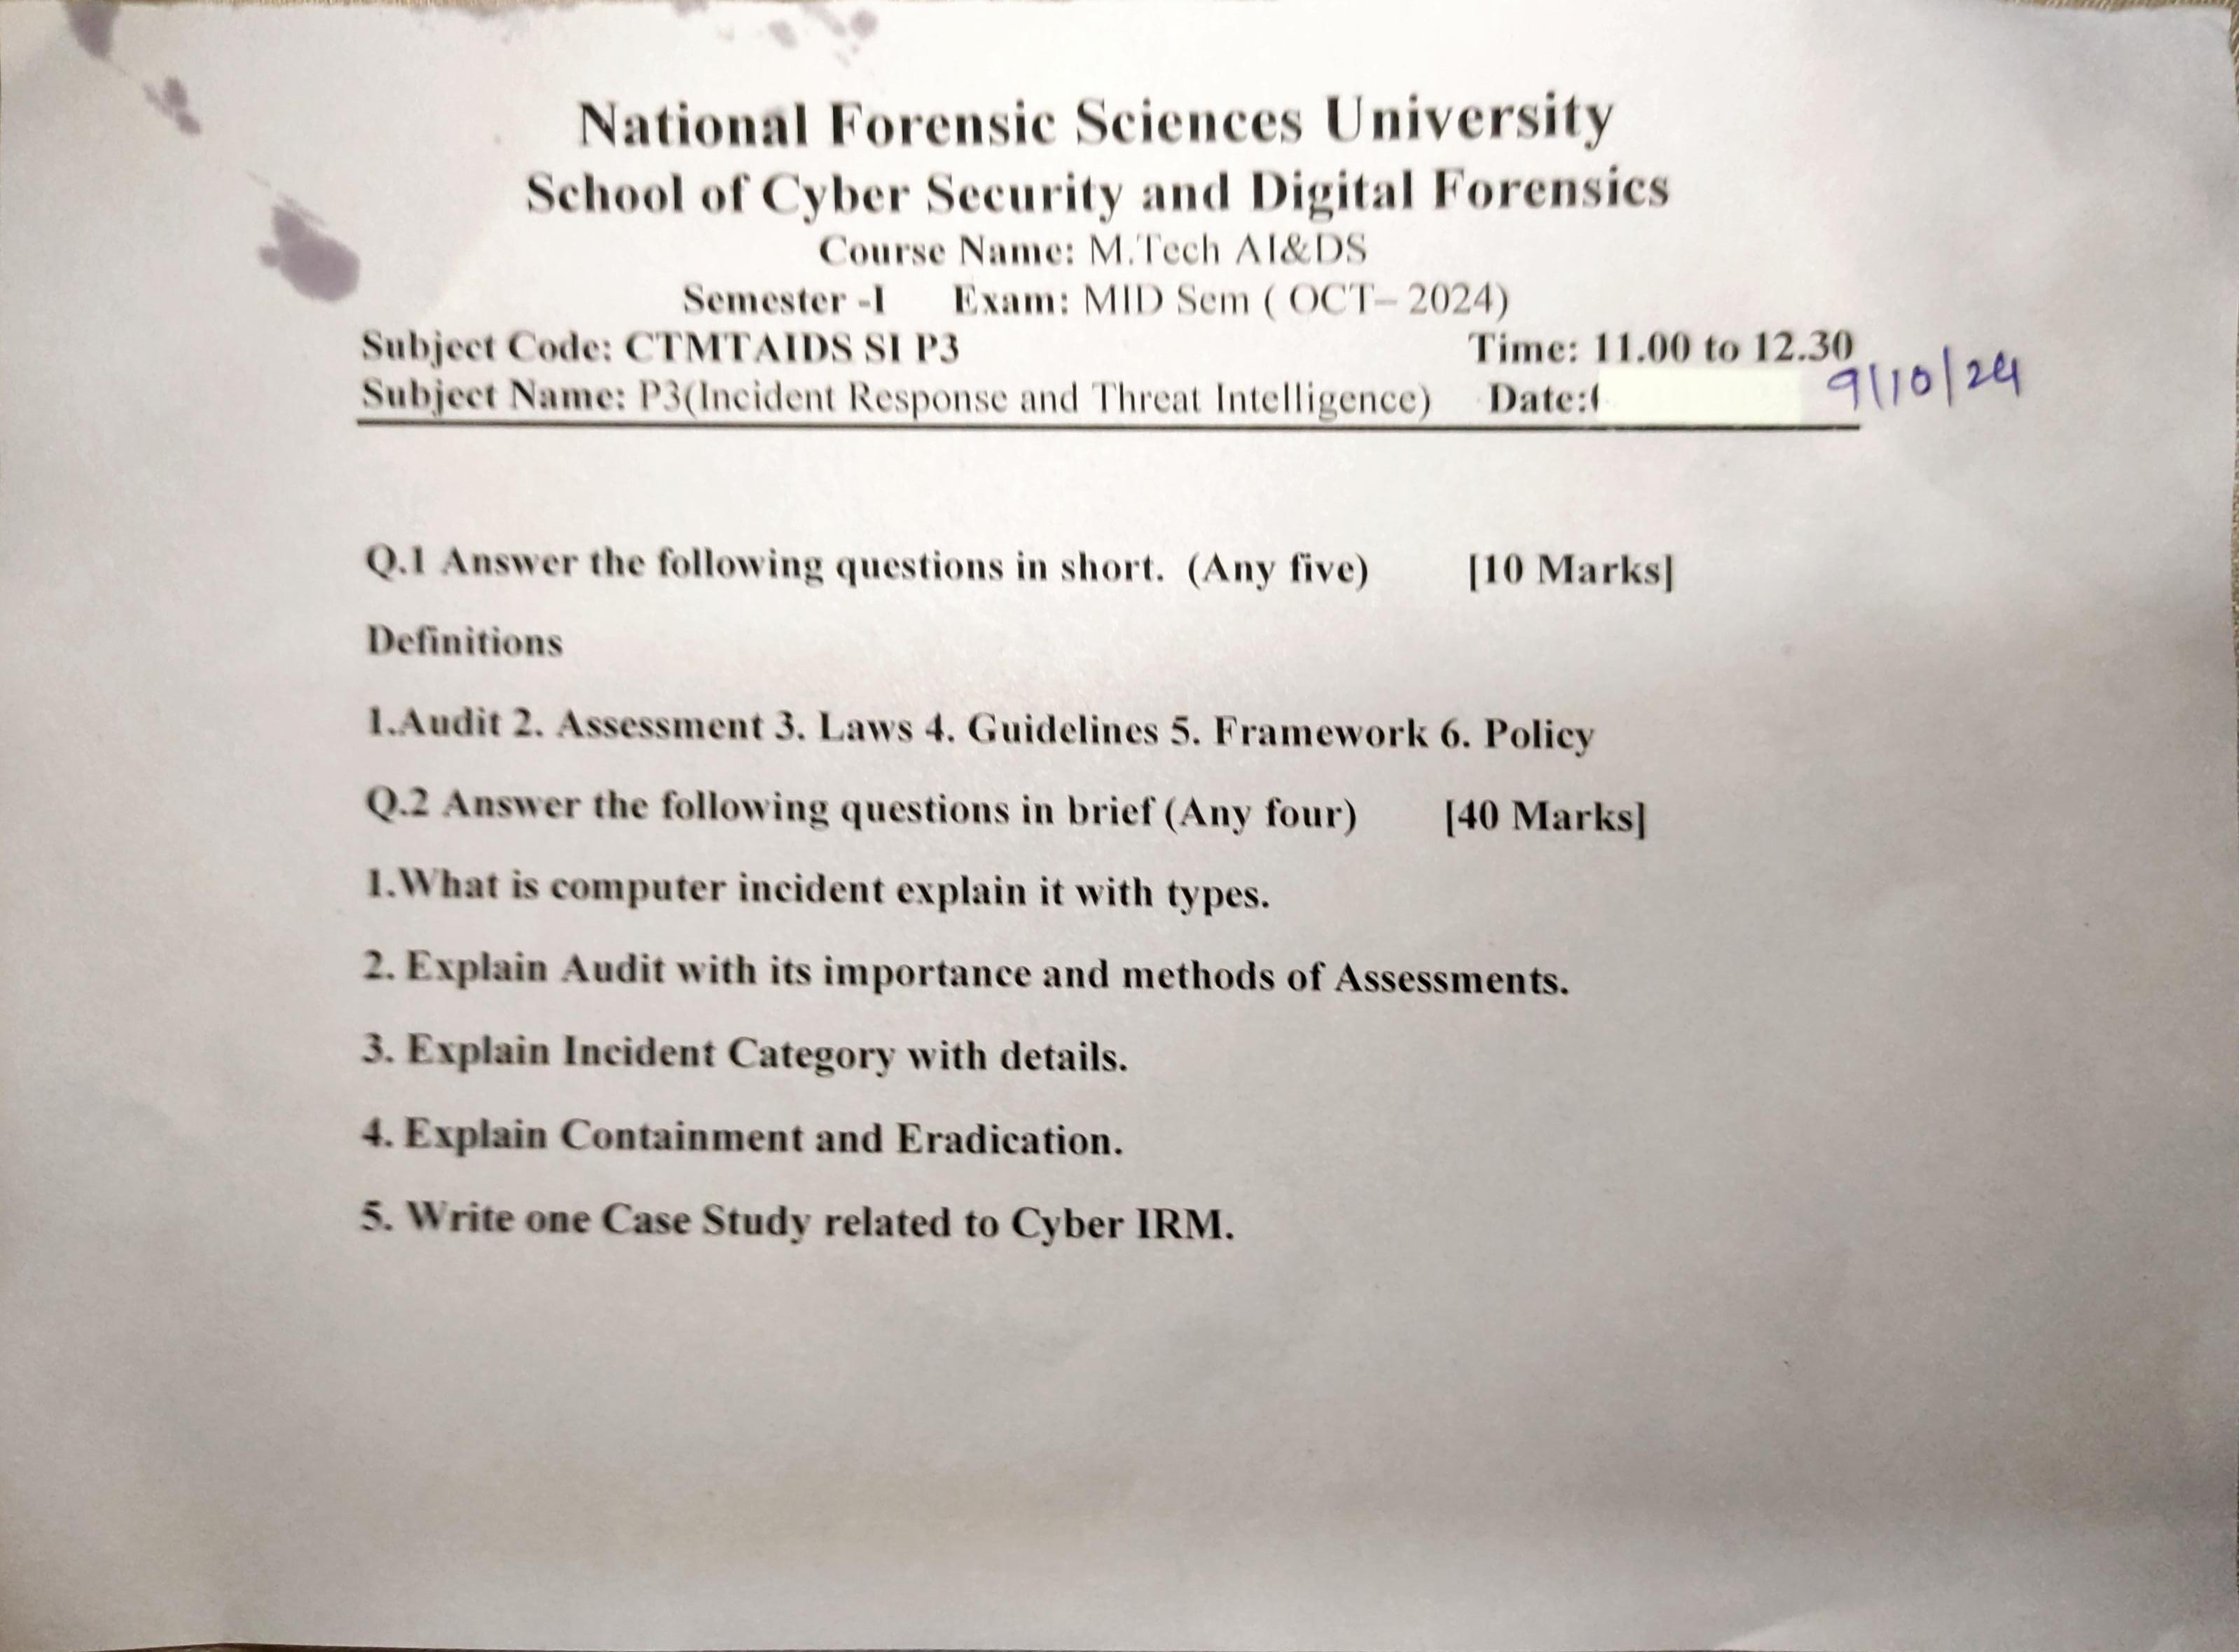 National Forensic Sciences University
School of Cyber Security and Digital Forensics
Course Name: M.Tech AI&DS
Semester -I Exam: MID Sem ( OCT– 2024)
Subject Code: CTMTAIDS SI P3 Time: 11.00 to 12.30
Subject Name: P3(Incident Response and Threat Intelligence) Date: 9/10/24
Q.1 Answer the following questions in short. (Any five) [10 Marks]
Definitions
1.Audit 2. Assessment 3. Laws 4. Guidelines 5. Framework 6. Policy
Q.2 Answer the following questions in brief (Any four) [40 Marks]
1.What is computer incident explain it with types.
2. Explain Audit with its importance and methods of Assessments.
3. Explain Incident Category with details.
4. Explain Containment and Eradication.
5. Write one Case Study related to Cyber IRM.